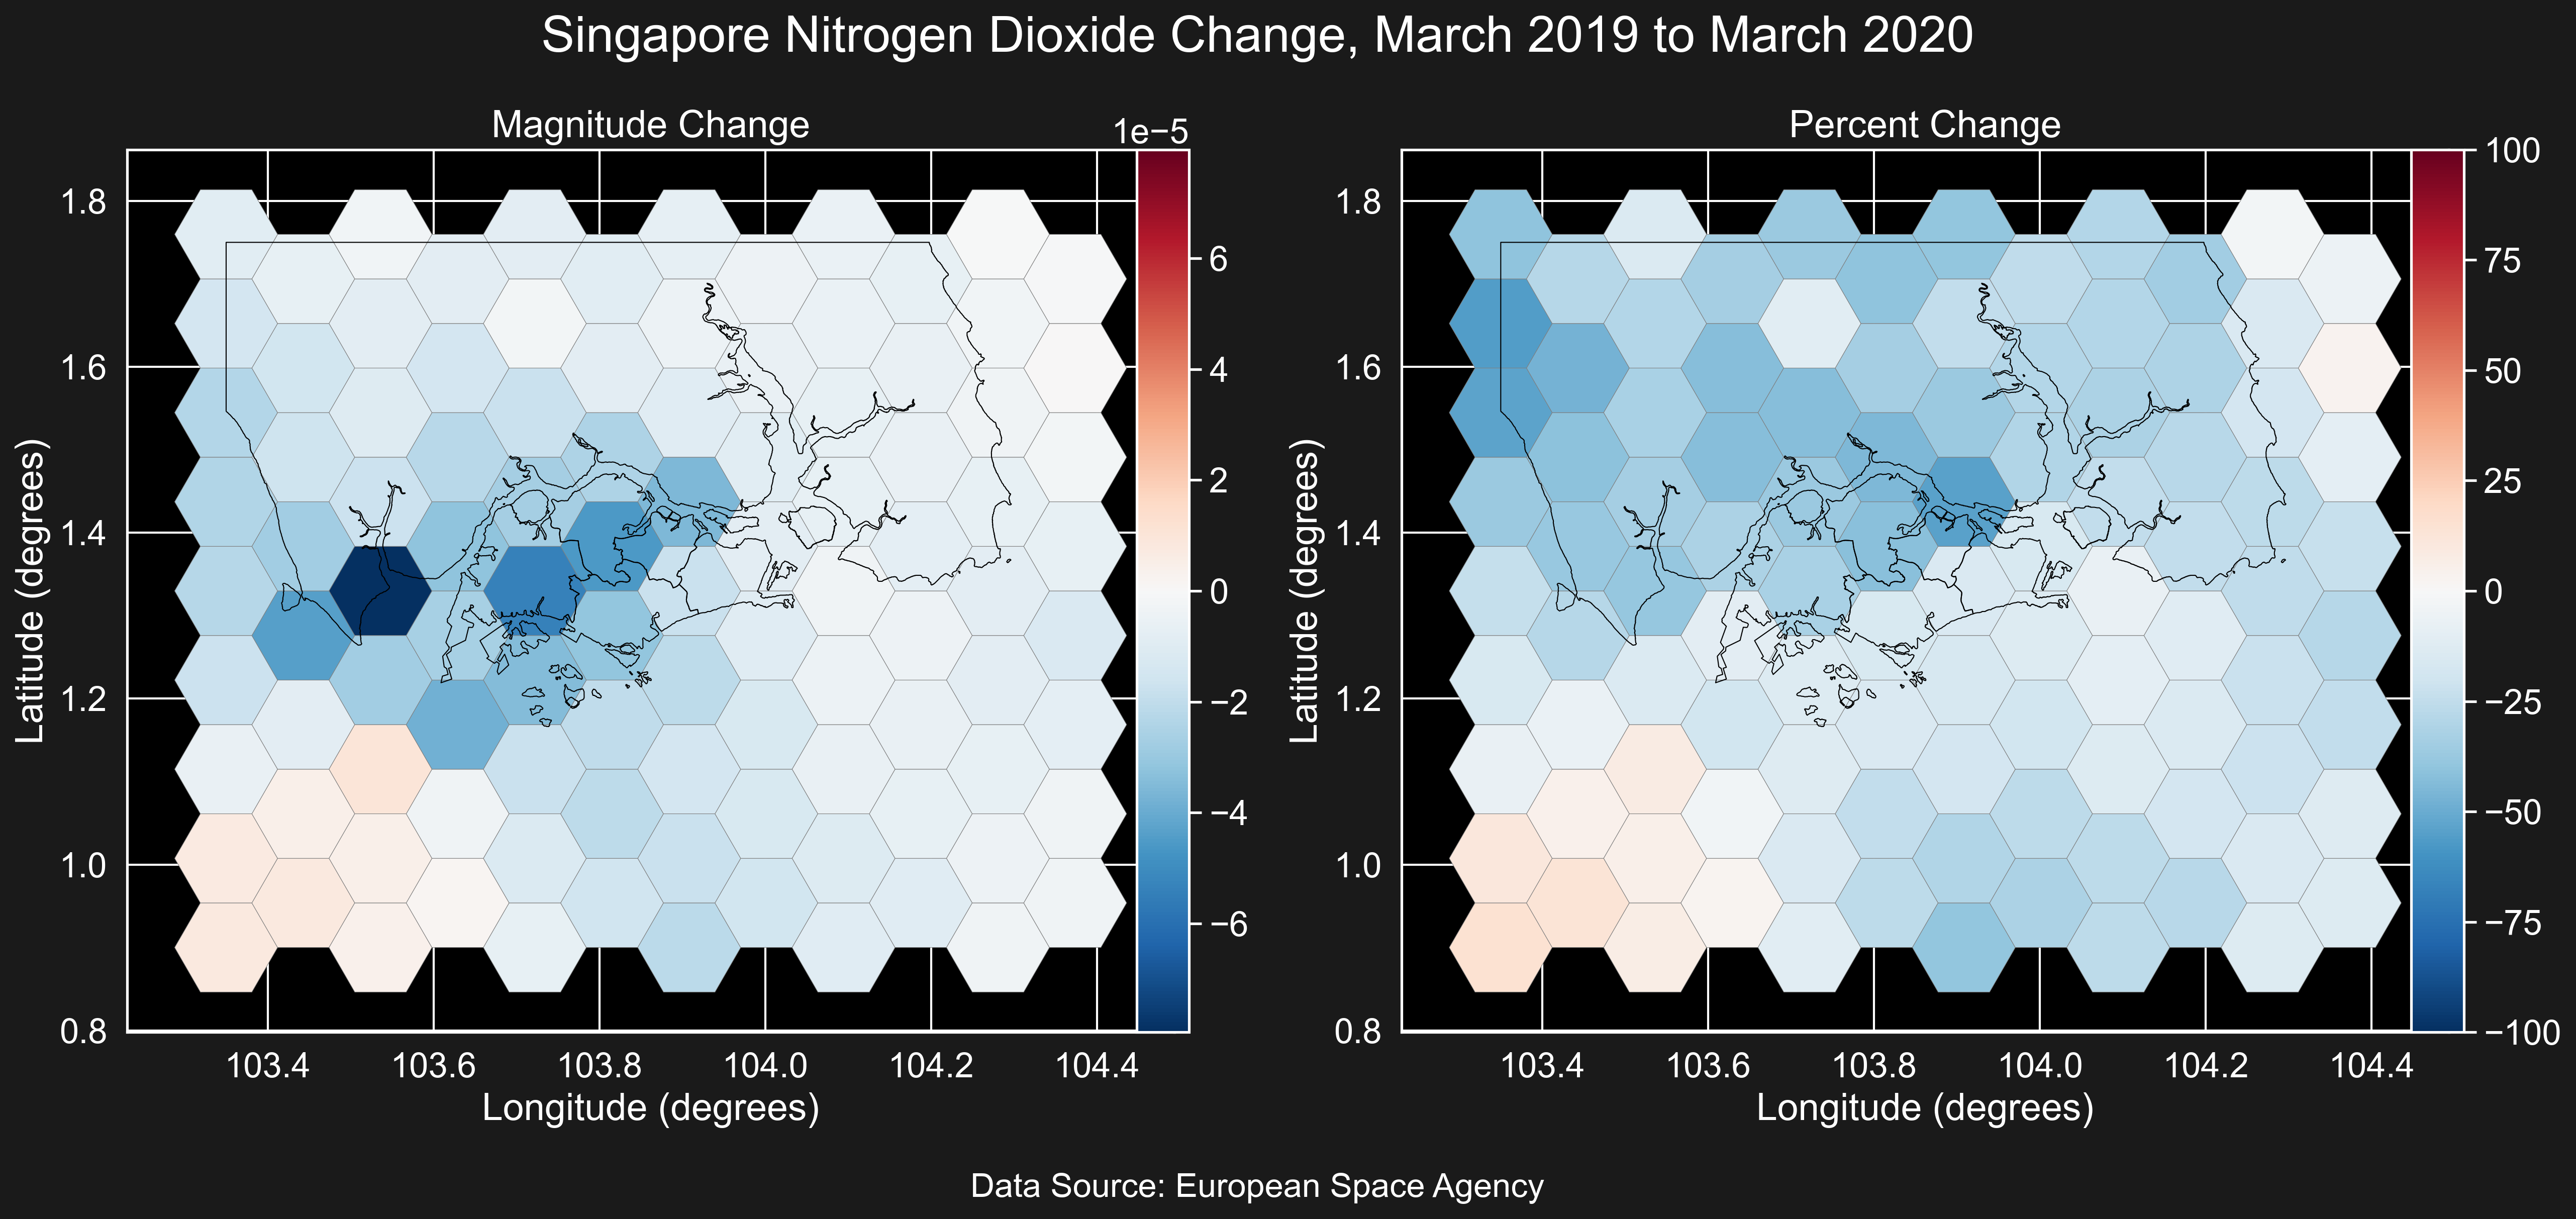 Singapore Nitrogen Dioxide Change, March 2019 to March 2020
Magnitude Change
1e−5
1.8
1.6
1.4
1.2
1.0
0.8
Latitude (degrees)
103.4 103.6 103.8 104.0 104.2 104.4
Longitude (degrees)
6
4
2
0
−2
−4
−6
Percent Change
1.8
1.6
1.4
1.2
1.0
0.8
Latitude (degrees)
103.4 103.6 103.8 104.0 104.2 104.4
Longitude (degrees)
100
75
50
25
0
−25
−50
−75
−100
Data Source: European Space Agency